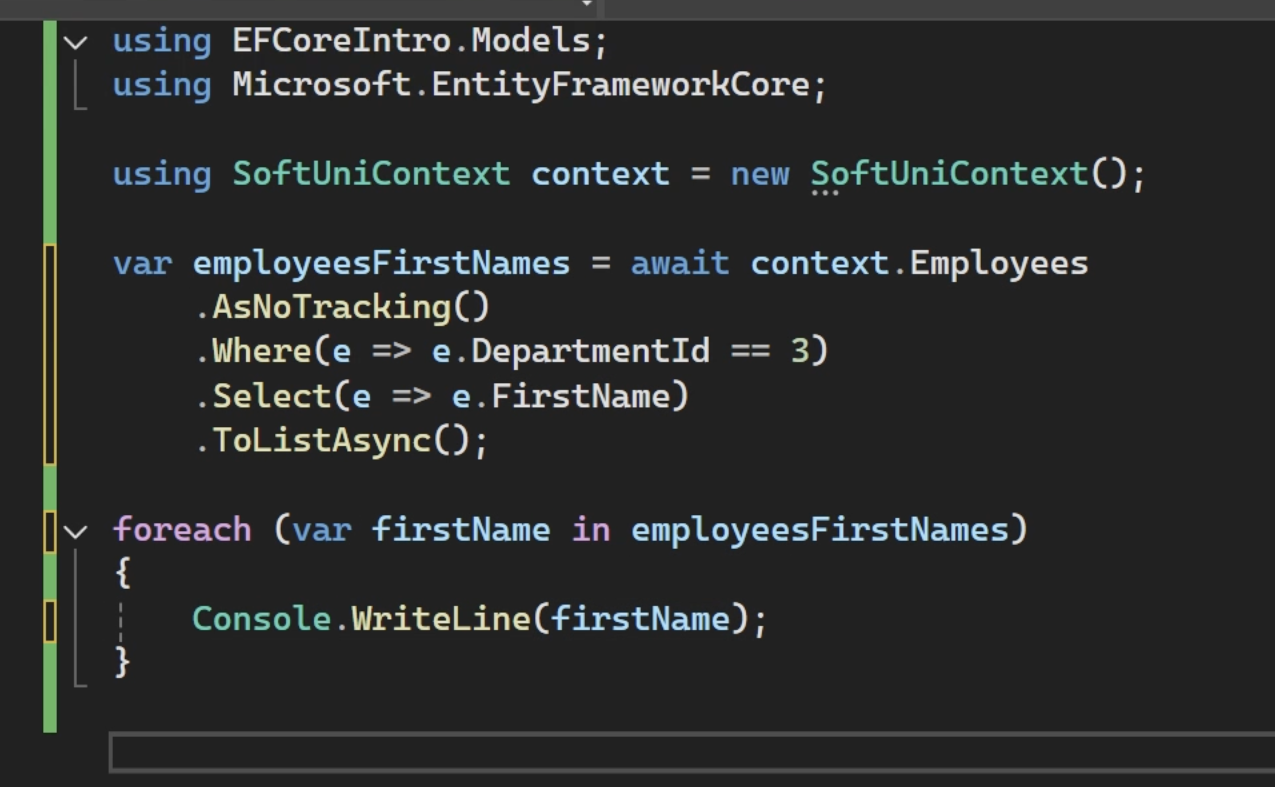 using EFCoreIntro.Models;
using Microsoft.EntityFrameworkCore;
using SoftUniContext context = new SoftUniContext();
var employeesFirstNames = await context.Employees
.AsNoTracking()
.Where(e => e.DepartmentId == 3)
.Select(e => e.FirstName)
.ToListAsync();
foreach (var firstName in employeesFirstNames)
{
Console.WriteLine(firstName);
}